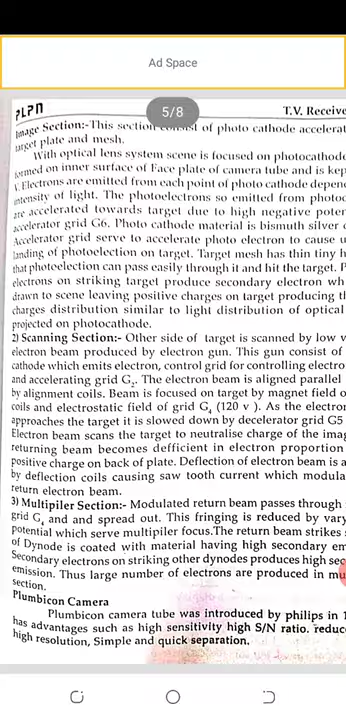 Ad Space
5/8
T.V. Receive
Image Section:-This section consist of photo cathode accelerat
target plate and mesh.
With optical lens system scene is focused on photocathode
formed on inner surface of Face plate of camera tube and is kep
V. Electrons are emitted from each point of photo cathode depend
intensity of light. The photoelectrons so emitted from photoc
are accelerated towards target due to high negative poten
accelerator grid G6. Photo cathode material is bismuth silver c
Accelerator grid serve to accelerate photo electron to cause u
landing of photoelection on target. Target mesh has thin tiny h
that photoelection can pass easily through it and hit the target. P
electrons on striking target produce secondary electron wh
drawn to scene leaving positive charges on target producing th
charges distribution similar to light distribution of optical
projected on photocathode.
2) Scanning Section:- Other side of target is scanned by low v
electron beam produced by electron gun. This gun consist of
cathode which emits electron, control grid for controlling electro
and accelerating grid G2. The electron beam is aligned parallel
by alignment coils. Beam is focused on target by magnet field o
coils and electrostatic field of grid G4 (120 v ). As the electron
approaches the target it is slowed down by decelerator grid G5
Electron beam scans the target to neutralise charge of the imag
returning beam becomes defficient in electron proportion
positive charge on back of plate. Deflection of electron beam is a
by deflection coils causing saw tooth current which modula
return electron beam.
3) Multipiler Section:- Modulated return beam passes through
grid G4 and and spread out. This fringing is reduced by vary
potential which serve multipiler focus.The return beam strikes s
of Dynode is coated with material having high secondary em
Secondary electrons on striking other dynodes produces high sec
emission. Thus large number of electrons are produced in mu
section.
Plumbicon Camera
Plumbicon camera tube was introduced by philips in 1
has advantages such as high sensitivity high S/N ratio. reduc
high resolution, Simple and quick separation.